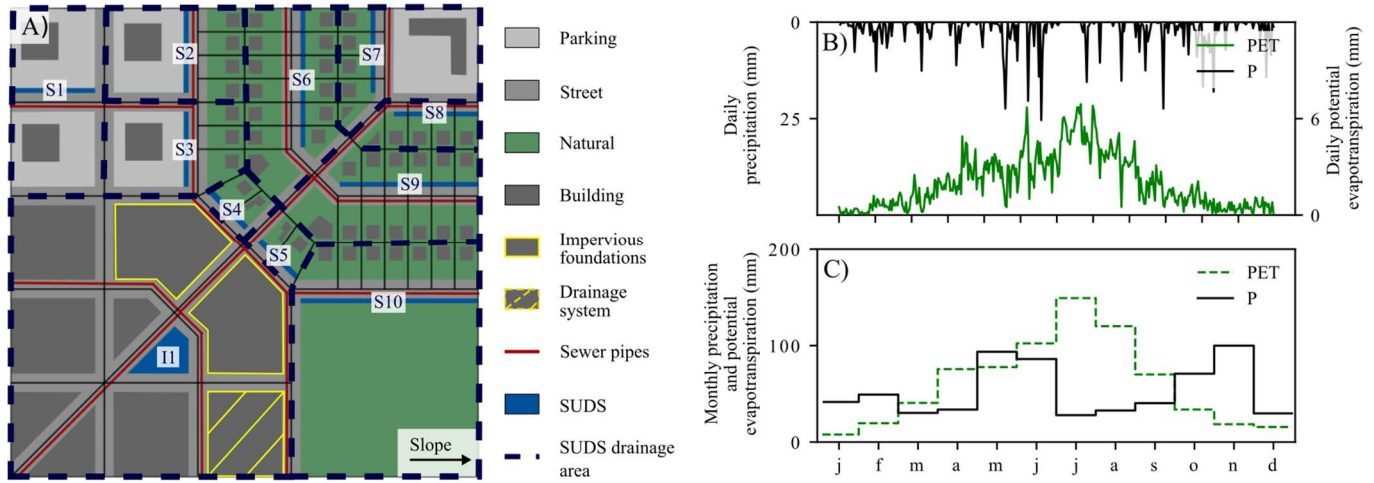 A)
S1
S2
S3
S4
S5
S6
S7
S8
S9
S10
I1
Slope
Parking
Street
Natural
Building
Impervious
foundations
Drainage
system
Sewer pipes
SUDS
SUDS drainage
area
B)
Daily
precipitation (mm)
0
25
PET
P
6
0
Daily potential
evapotranspiration (mm)
C)
Monthly precipitation
and potential
evapotranspiration (mm)
200
100
0
PET
P
j f m a m j j a s o n d